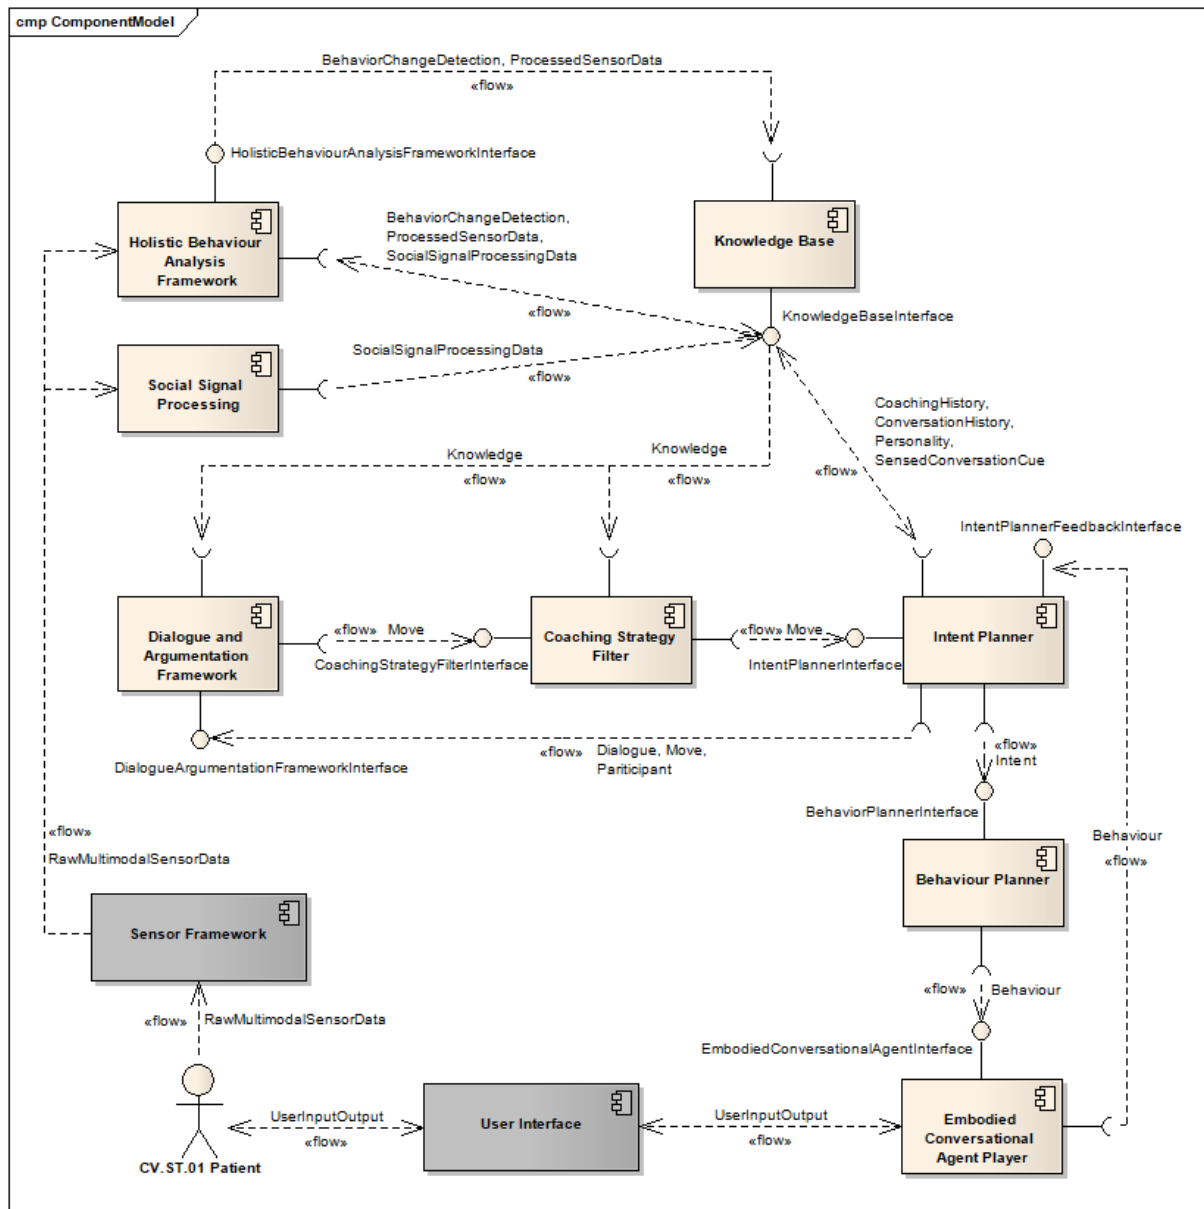 cmp ComponentModel
BehaviorChangeDetection, ProcessedSensorData
«flow»
HolisticBehaviourAnalysisFrameworkInterface
Holistic Behaviour
Analysis
Framework
BehaviorChangeDetection,
ProcessedSensorData,
SocialSignalProcessingData
«flow»
Knowledge Base
KnowledgeBaseInterface
Social Signal
Processing
SocialSignalProcessingData
«flow»
CoachingHistory,
ConversationHistory,
Personality,
SensedConversationCue
«flow»
Knowledge
«flow»
Knowledge
«flow»
IntentPlannerFeedbackInterface
Dialogue and
Argumentation
Framework
«flow» Move
CoachingStrategyFilterInterface
Coaching Strategy
Filter
«flow» Move
IntentPlannerInterface
Intent Planner
«flow» Dialogue, Move,
Pariticipant
DialogueArgumentationFrameworkInterface
«flow»
Intent
BehaviorPlannerInterface
Behaviour
«flow»
«flow»
RawMultimodalSensorData
Behaviour Planner
Sensor Framework
«flow» Behaviour
«flow» RawMultimodalSensorData
EmbodiedConversationalAgentInterface
UserInputOutput
«flow»
User Interface
UserInputOutput
«flow»
Embodied
Conversational
Agent Player
CV.ST.01 Patient